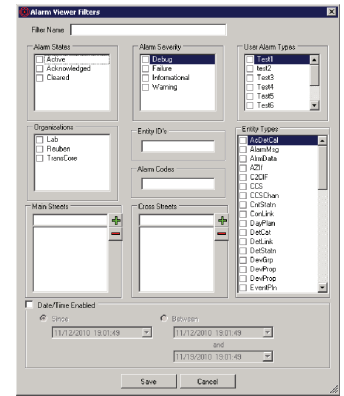 Alarm Viewer Filters
Filter Name
Alarm States
Active
Acknowledged
Cleared
Alarm Severity
Debug
Failure
Informational
Warning
User Alarm Types
Test1
test2
Test3
Test4
Test5
Test6
Organizations
Lab
Reuben
TransCore
Entity ID's
Alarm Codes
Entity Types
AcDetCal
AlarmMsg
AlmData
AZIf
C2CIF
CCS
CCSChan
CntStatn
ConLink
DayPlan
DetCat
DetLink
DetStatn
DevGrp
DevProp
DevProp
EventPln
Main Streets
Cross Streets
Date/Time Enabled
Since
11/12/2010 19:01:49
Between
11/12/2010 19:01:49
and
11/19/2010 19:01:49
Save
Cancel